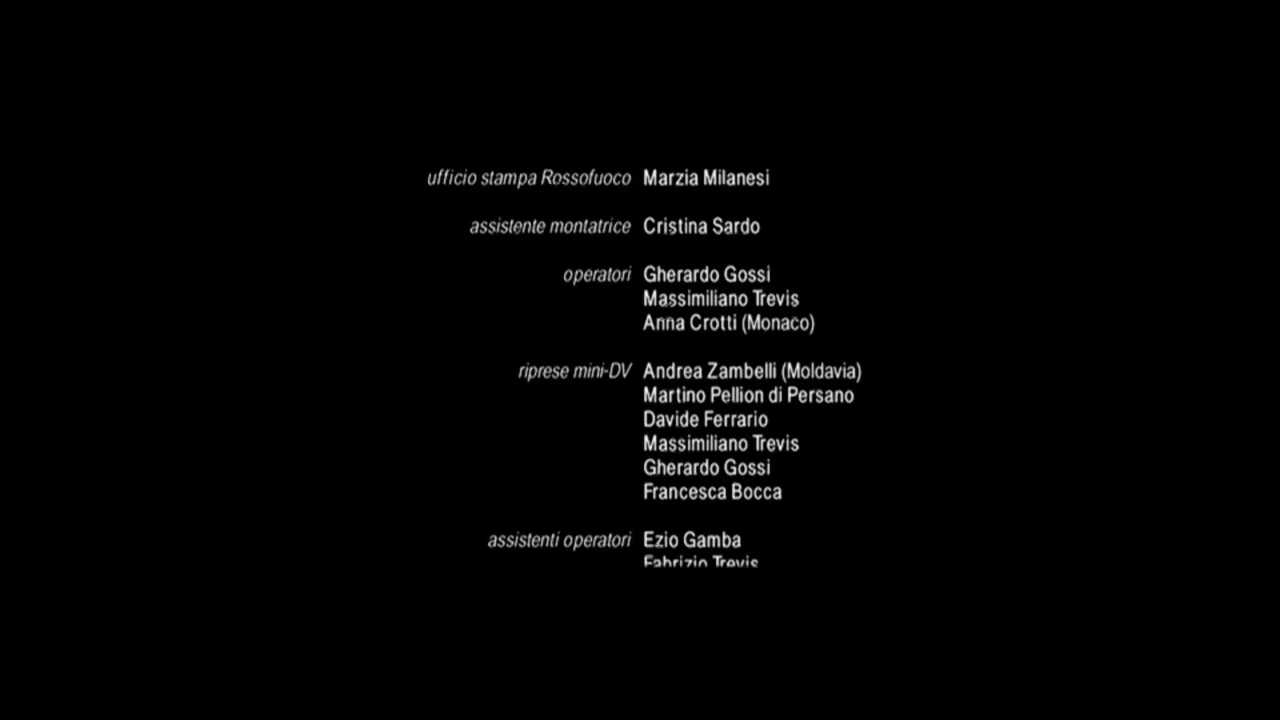 ufficio stampa Rossofuoco Marzia Milanesi
assistente montatrice Cristina Sardo
operatori Gherardo Gossi
Massimiliano Trevis
Anna Crotti (Monaco)
riprese mini-DV Andrea Zambelli (Moldavia)
Martino Pellion di Persano
Davide Ferrario
Massimiliano Trevis
Gherardo Gossi
Francesca Bocca
assistenti operatori Ezio Gamba
Fabrizio Trevis